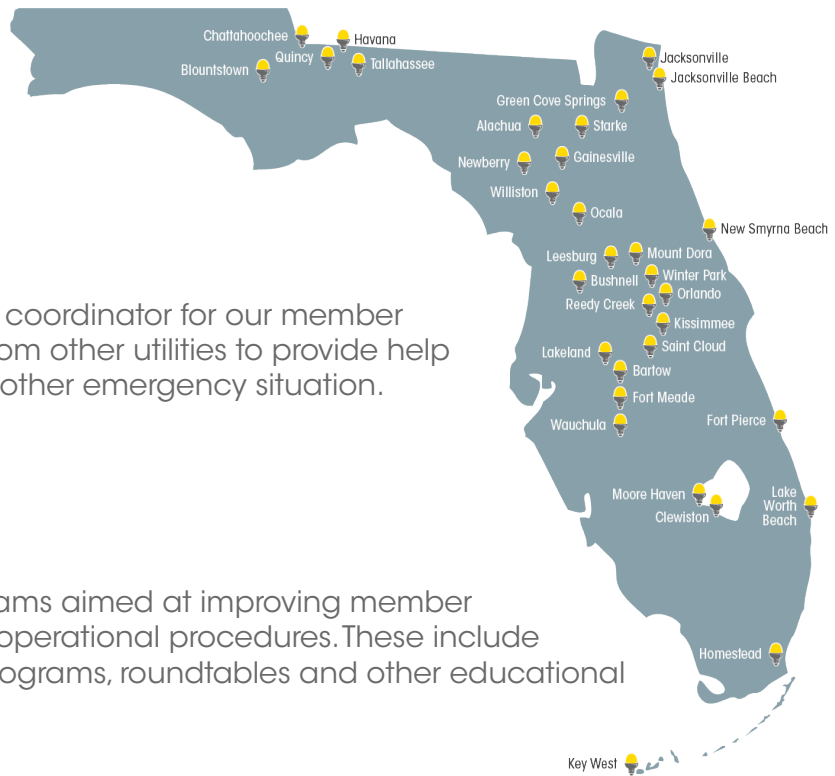 Chattahoochee
Havana
Quincy
Tallahassee
Blountstown
Jacksonville
Jacksonville Beach
Green Cove Springs
Alachua
Starke
Newberry
Gainesville
Williston
Ocala
New Smyrna Beach
Leesburg
Mount Dora
Bushnell
Winter Park
Orlando
Reedy Creek
Kissimmee
Lakeland
Saint Cloud
Bartow
Fort Meade
Wauchula
Fort Pierce
Moore Haven
Clewiston
Lake
Worth
Beach
Homestead
Key West
coordinator for our member
om other utilities to provide help
other emergency situation.
ams aimed at improving member
operational procedures. These include
ograms, roundtables and other educational